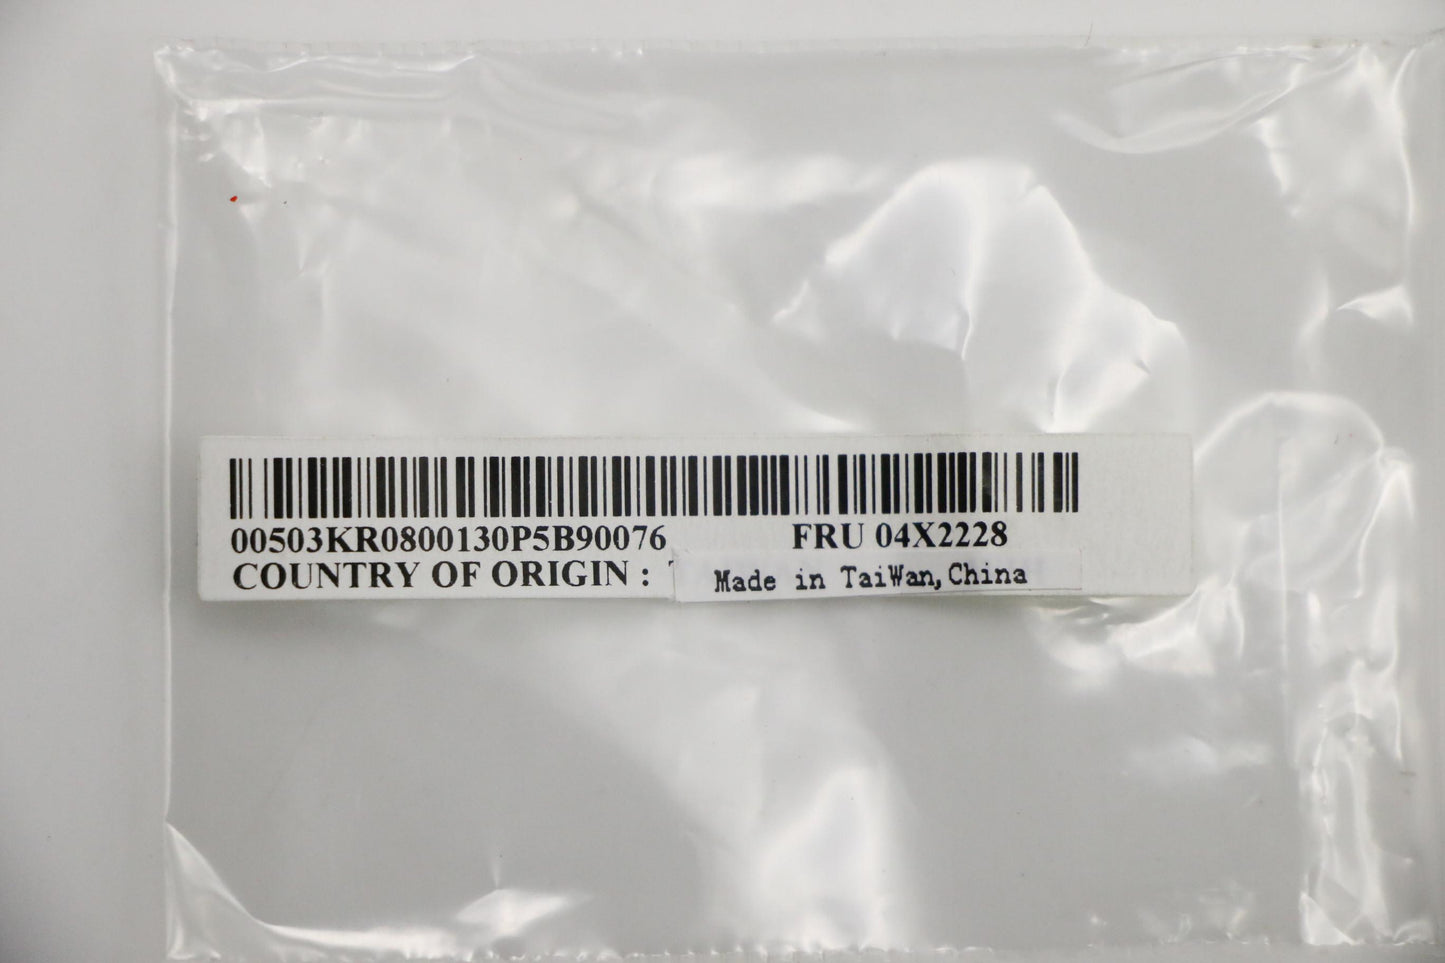 00503KR0800130P5B90076 FRU 04X2228
COUNTRY OF ORIGIN : Made in TaiWan,China